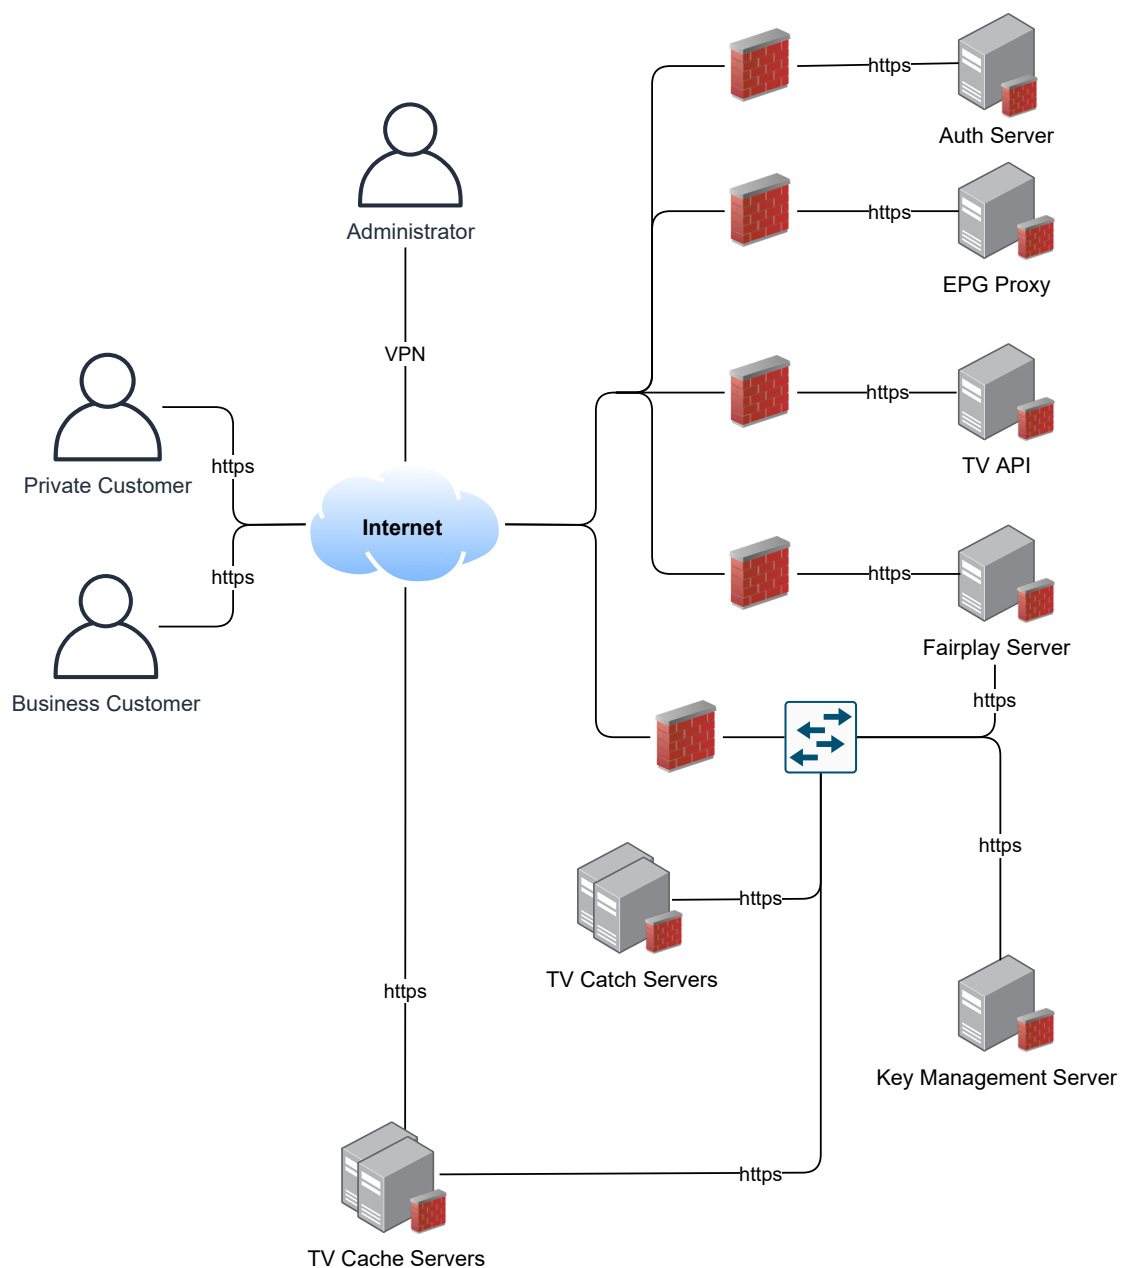 https
Auth Server
https
EPG Proxy
Administrator
VPN
https
TV API
Private Customer
https
Internet
https
Business Customer
https
Fairplay Server
https
https
https
TV Catch Servers
https
Key Management Server
https
TV Cache Servers